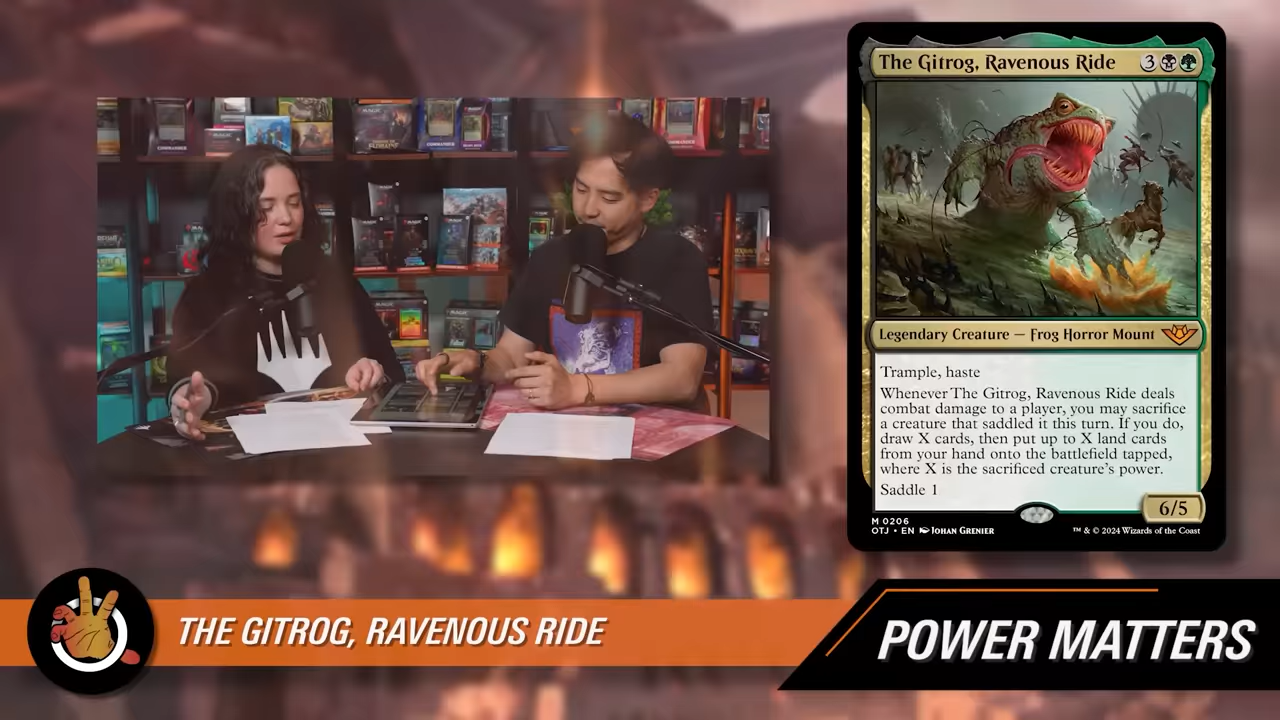 The Gitrog, Ravenous Ride 3
Legendary Creature — Frog Horror Mount
Trample, haste
Whenever The Gitrog, Ravenous Ride deals
combat damage to a player, you may sacrifice
a creature that saddled it this turn. If you do,
draw X cards, then put up to X land cards
from your hand onto the battlefield tapped,
where X is the sacrificed creature's power.
Saddle 1
6/5
M 0206
OTJ • EN Johan Grenier
™ & © 2024 Wizards of the Coast
THE GITROG, RAVENOUS RIDE
POWER MATTERS